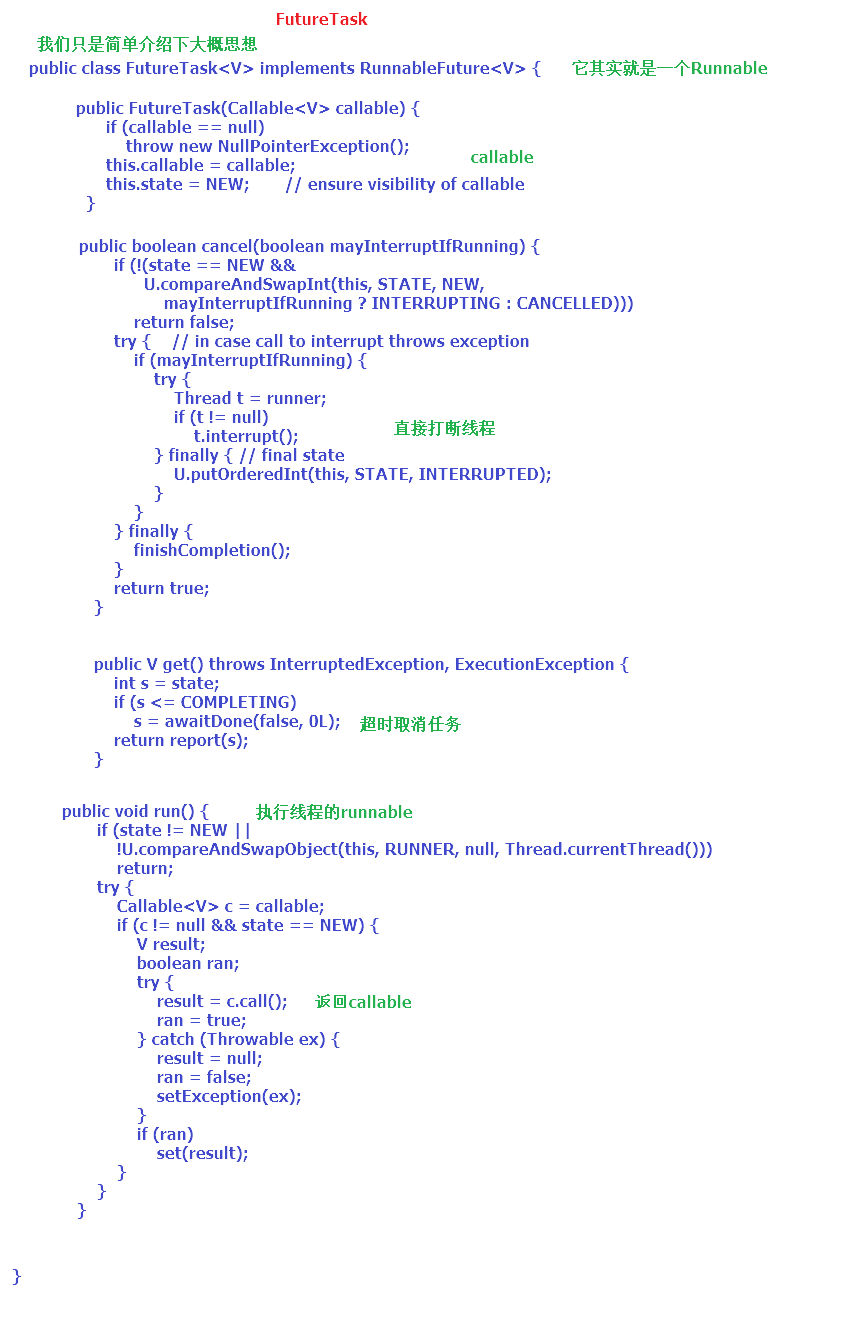 FutureTask
我们只是简单介绍下大概思想
public class FutureTask<V> implements RunnableFuture<V> { 它其实就是一个Runnable
public FutureTask(Callable<V> callable) {
if (callable == null)
throw new NullPointerException();
callable
this.callable = callable;
this.state = NEW; // ensure visibility of callable
}
public boolean cancel(boolean mayInterruptIfRunning) {
if (!(state == NEW &&
U.compareAndSwapInt(this, STATE, NEW,
mayInterruptIfRunning ? INTERRUPTING : CANCELLED)))
return false;
try { // in case call to interrupt throws exception
if (mayInterruptIfRunning) {
try {
Thread t = runner;
if (t != null)
t.interrupt(); 直接打断线程
} finally { // final state
U.putOrderedInt(this, STATE, INTERRUPTED);
}
}
} finally {
finishCompletion();
}
return true;
}
public V get() throws InterruptedException, ExecutionException {
int s = state;
if (s <= COMPLETING)
s = awaitDone(false, 0L); 超时取消任务
return report(s);
}
public void run() { 执行线程的runnable
if (state != NEW ||
!U.compareAndSwapObject(this, RUNNER, null, Thread.currentThread()))
return;
try {
Callable<V> c = callable;
if (c != null && state == NEW) {
V result;
boolean ran;
try {
result = c.call(); 返回callable
ran = true;
} catch (Throwable ex) {
result = null;
ran = false;
setException(ex);
}
if (ran)
set(result);
}
}
}
}